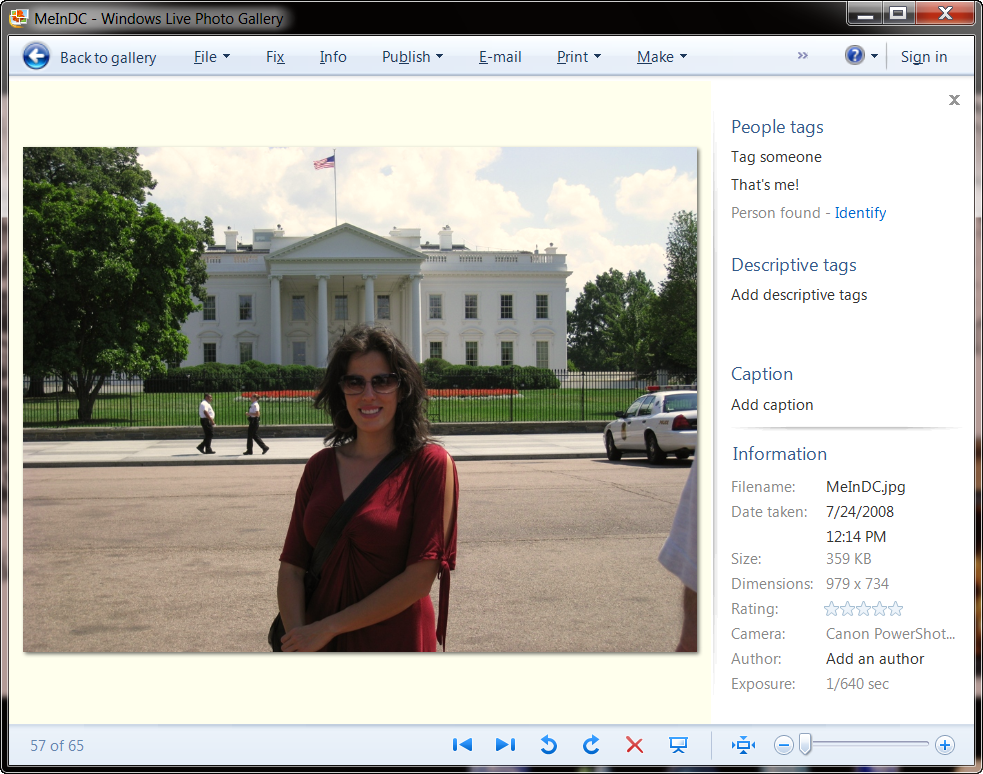 MeInDC - Windows Live Photo Gallery
Back to gallery File Fix Info Publish E-mail Print Make » ? Sign in
x
People tags
Tag someone
That's me!
Person found - Identify
Descriptive tags
Add descriptive tags
Caption
Add caption
Information
Filename: MeInDC.jpg
Date taken: 7/24/2008
12:14 PM
Size: 359 KB
Dimensions: 979 x 734
Rating:
Camera: Canon PowerShot...
Author: Add an author
Exposure: 1/640 sec
57 of 65